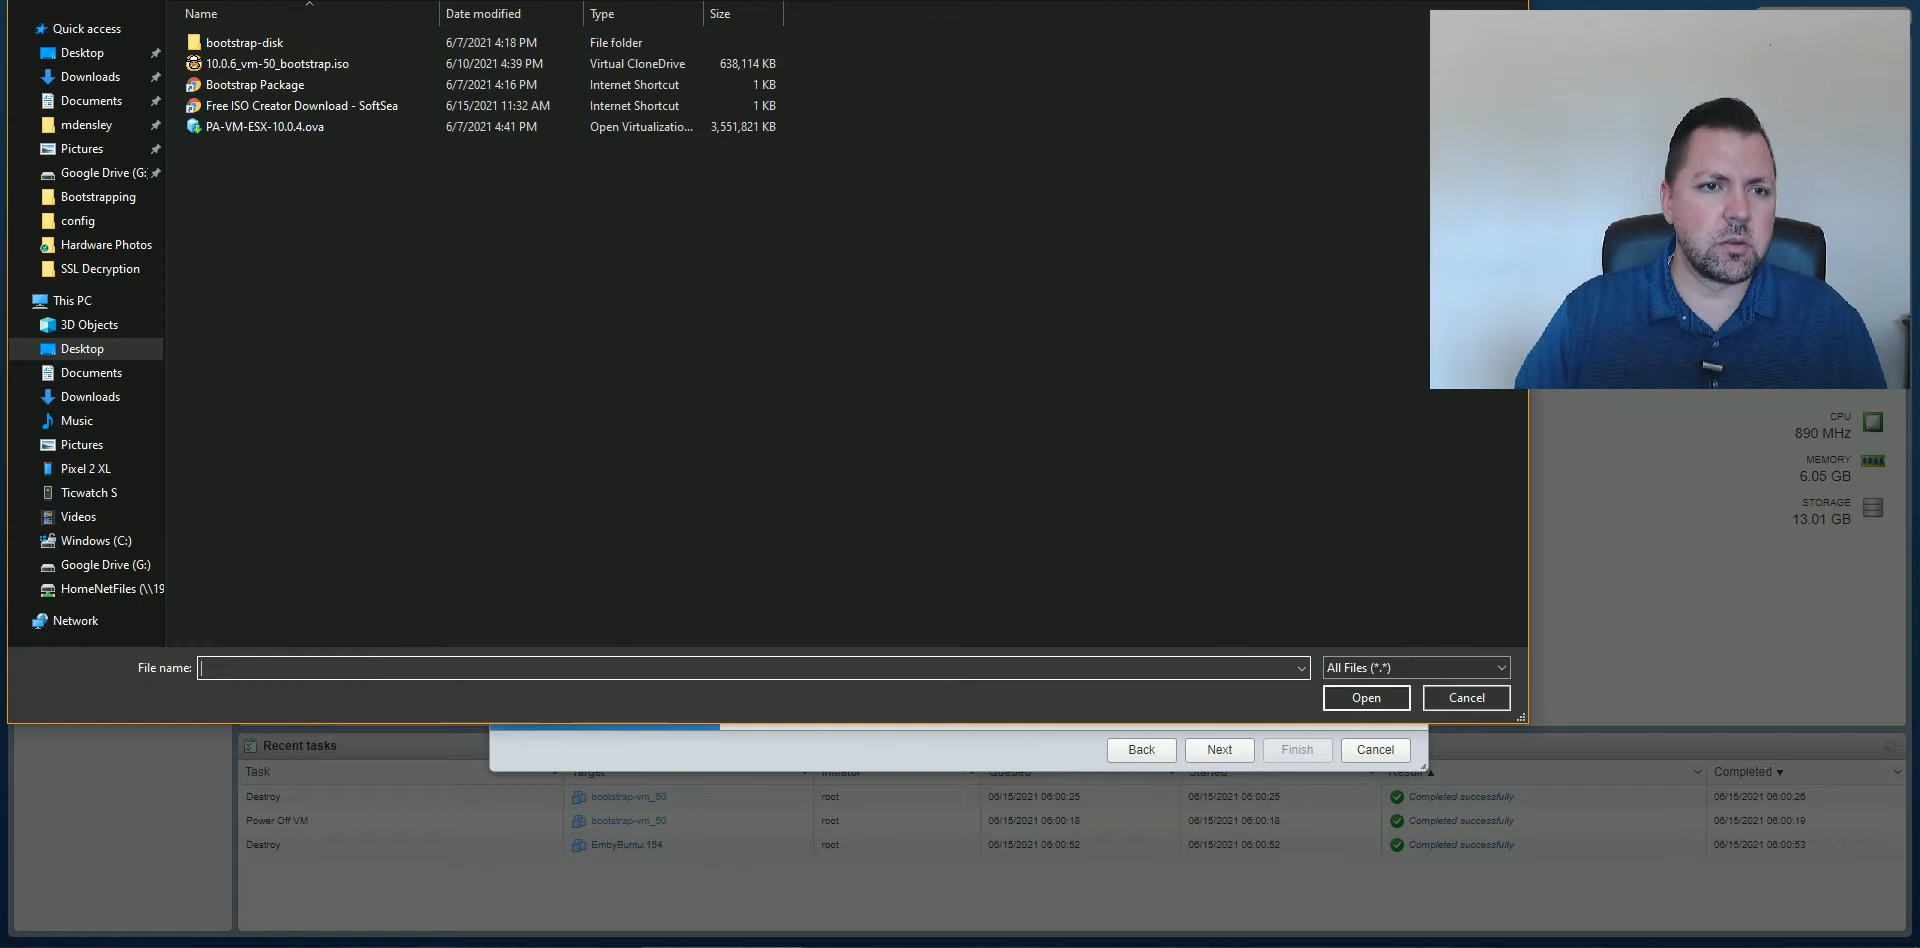 Name Date modified Type Size
Quick access
Desktop
Downloads
Documents
mdensley
Pictures
Google Drive (G:
Bootstrapping
config
Hardware Photos
SSL Decryption
This PC
3D Objects
Desktop
Documents
Downloads
Music
Pictures
Pixel 2 XL
Ticwatch S
Videos
Windows (C:)
Google Drive (G:)
HomeNetFiles (\\19
Network
bootstrap-disk 6/7/2021 4:18 PM File folder
10.0.6_vm-50_bootstrap.iso 6/10/2021 4:39 PM Virtual CloneDrive 638,114 KB
Bootstrap Package 6/7/2021 4:16 PM Internet Shortcut 1 KB
Free ISO Creator Download - SoftSea 6/15/2021 11:32 AM Internet Shortcut 1 KB
PA-VM-ESX-10.0.4.ova 6/7/2021 4:41 PM Open Virtualizatio... 3,551,821 KB
CPU
890 MHz
MEMORY
6.05 GB
STORAGE
13.01 GB
File name: All Files (*.*)
Open Cancel
Back Next Finish Cancel
Recent tasks
Task Target Initiator Queued Started Result Completed
Destroy bootstrap-vm_50 root 06/15/2021 06:00:25 06/15/2021 06:00:25 Completed successfully 06/15/2021 06:00:26
Power Off VM bootstrap-vm_50 root 06/15/2021 06:00:18 06/15/2021 06:00:18 Completed successfully 06/15/2021 06:00:19
Destroy EmbyBuntu.154 root 06/15/2021 06:00:52 06/15/2021 06:00:52 Completed successfully 06/15/2021 06:00:53